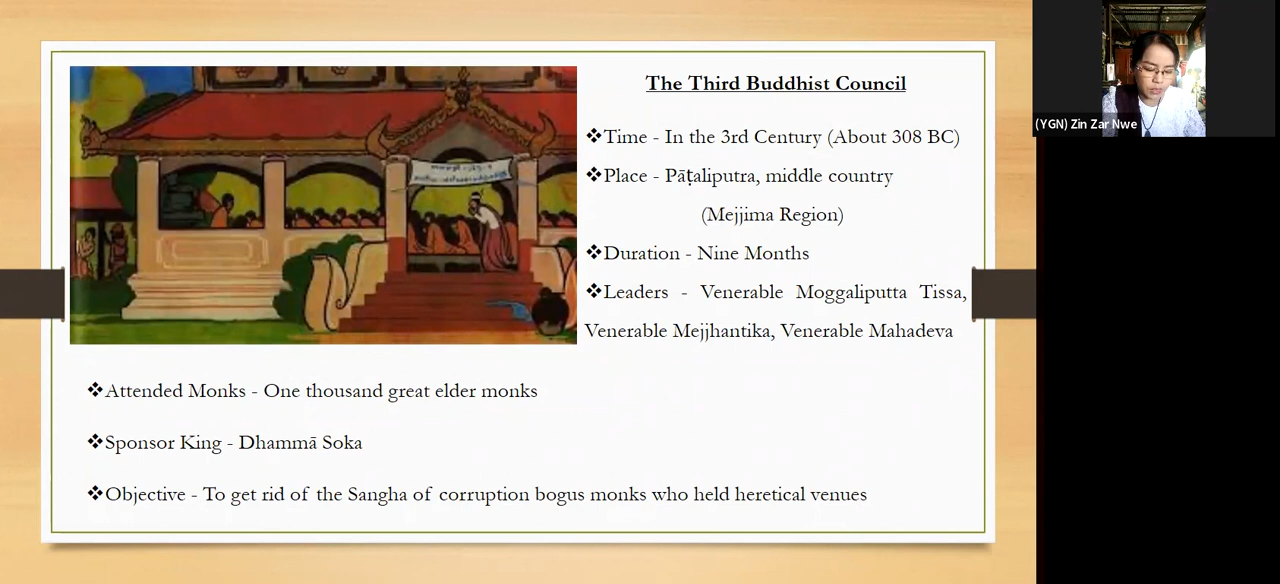 The Third Buddhist Council
❖Time - In the 3rd Century (About 308 BC)
❖Place - Pāṭaliputra, middle country
(Mejjima Region)
❖Duration - Nine Months
❖Leaders - Venerable Moggaliputta Tissa,
Venerable Mejjhantika, Venerable Mahadeva
❖Attended Monks - One thousand great elder monks
❖Sponsor King - Dhammā Soka
❖Objective - To get rid of the Sangha of corruption bogus monks who held heretical venues
(YGN) Zin Zar Nwe